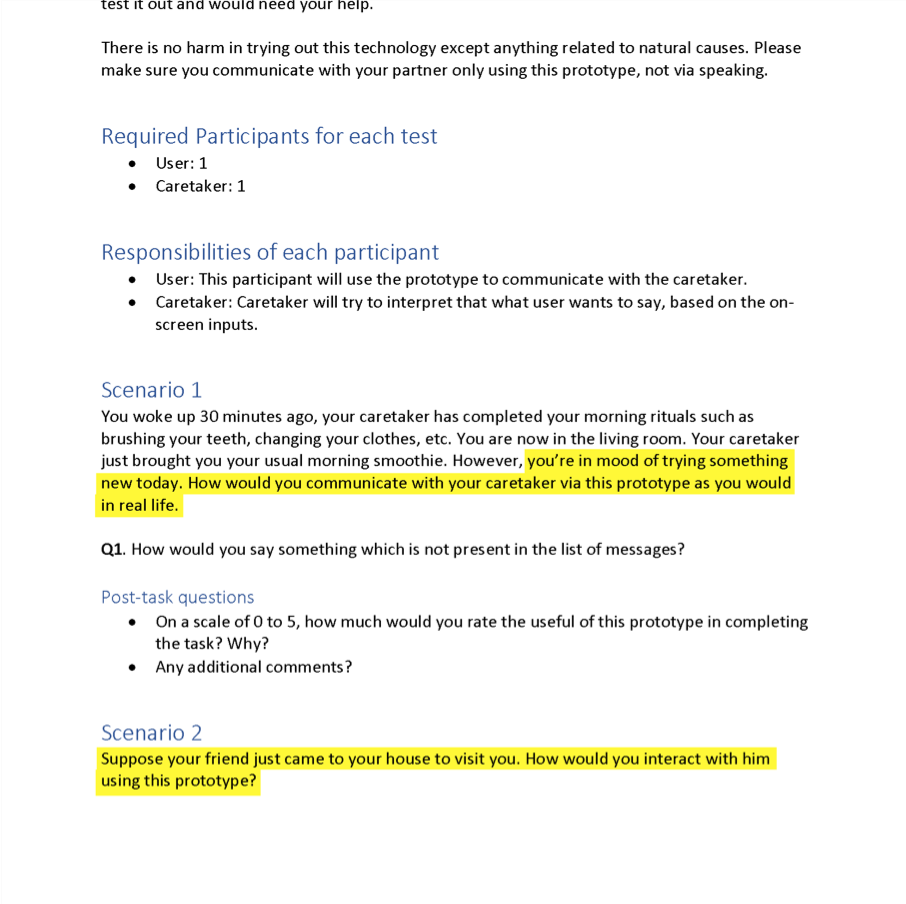 test it out and would need your help.
There is no harm in trying out this technology except anything related to natural causes. Please
make sure you communicate with your partner only using this prototype, not via speaking.
Required Participants for each test
• User: 1
• Caretaker: 1
Responsibilities of each participant
• User: This participant will use the prototype to communicate with the caretaker.
• Caretaker: Caretaker will try to interpret that what user wants to say, based on the on-
screen inputs.
Scenario 1
You woke up 30 minutes ago, your caretaker has completed your morning rituals such as
brushing your teeth, changing your clothes, etc. You are now in the living room. Your caretaker
just brought you your usual morning smoothie. However, you’re in mood of trying something
new today. How would you communicate with your caretaker via this prototype as you would
in real life.
Q1. How would you say something which is not present in the list of messages?
Post-task questions
• On a scale of 0 to 5, how much would you rate the useful of this prototype in completing
the task? Why?
• Any additional comments?
Scenario 2
Suppose your friend just came to your house to visit you. How would you interact with him
using this prototype?